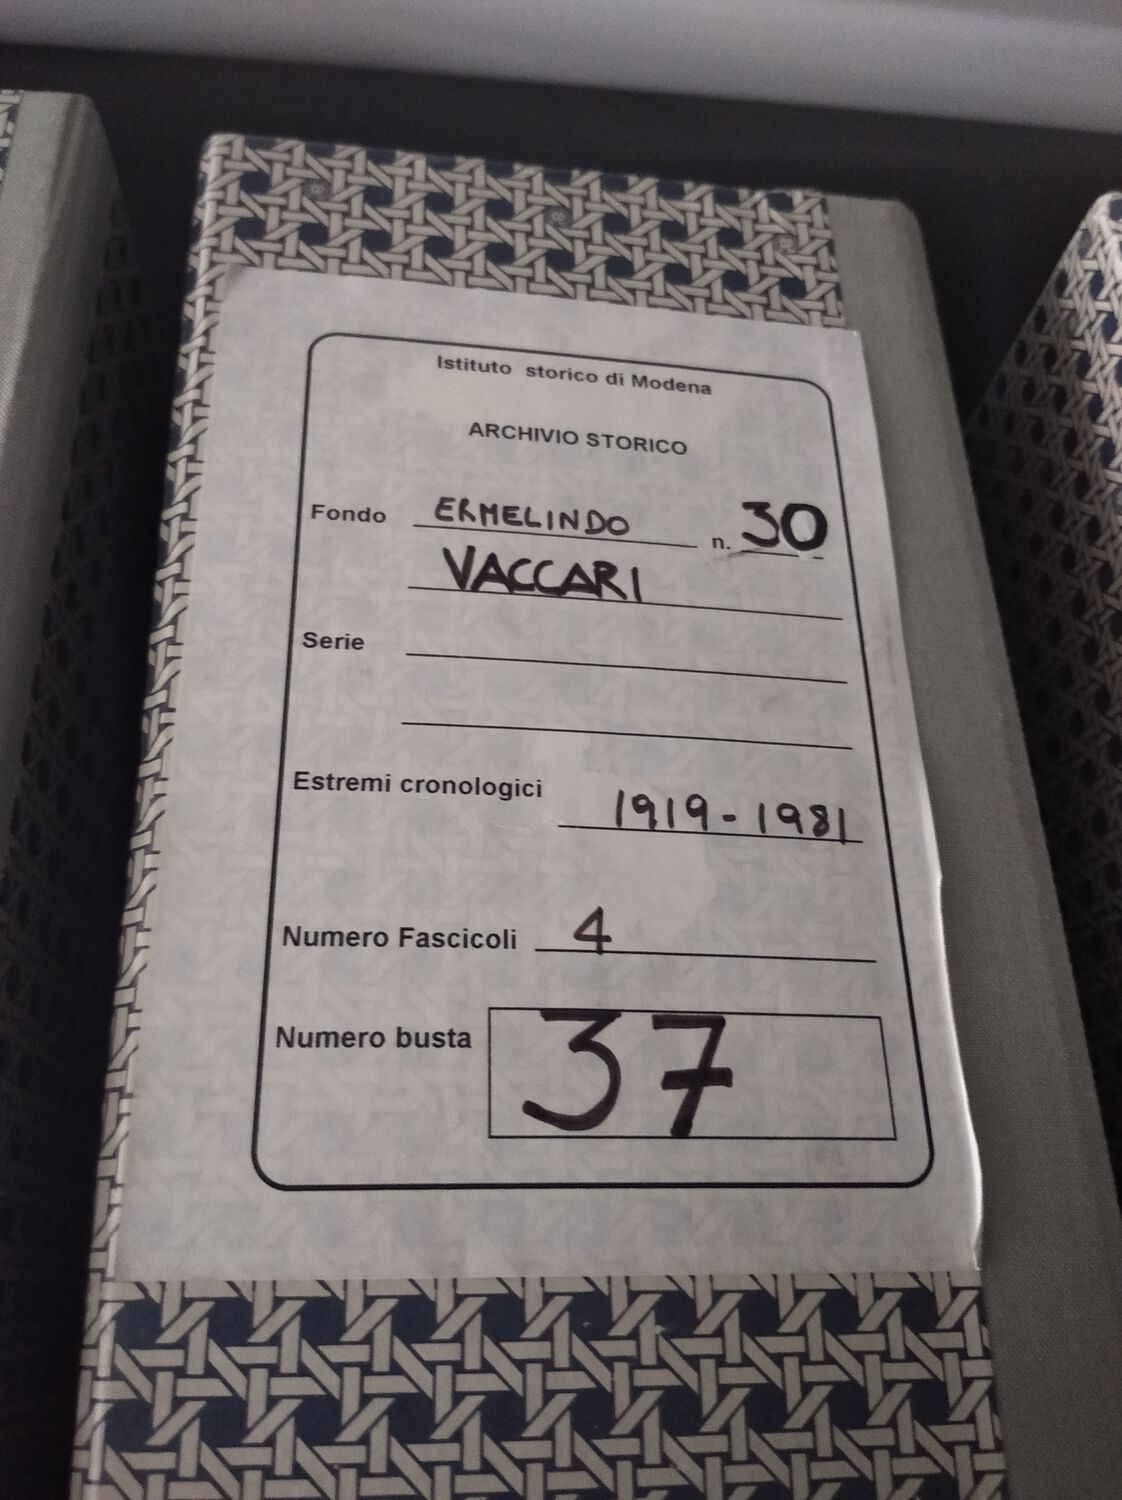 Istituto storico di Modena
ARCHIVIO STORICO
Fondo ERMELINDO n. 30
VACCARI
Serie
Estremi cronologici
1919-1981
Numero Fascicoli 4
Numero busta 37